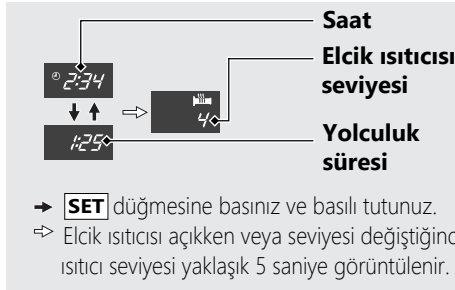 Saat
2:34
Elcik ısıtıcısı
seviyesi
4
1:25
Yolculuk
süresi
SET düğmesine basınız ve basılı tutunuz.
Elcik ısıtıcısı açıkken veya seviyesi değiştiğinc
ısıtıcı seviyesi yaklaşık 5 saniye görüntülenir.